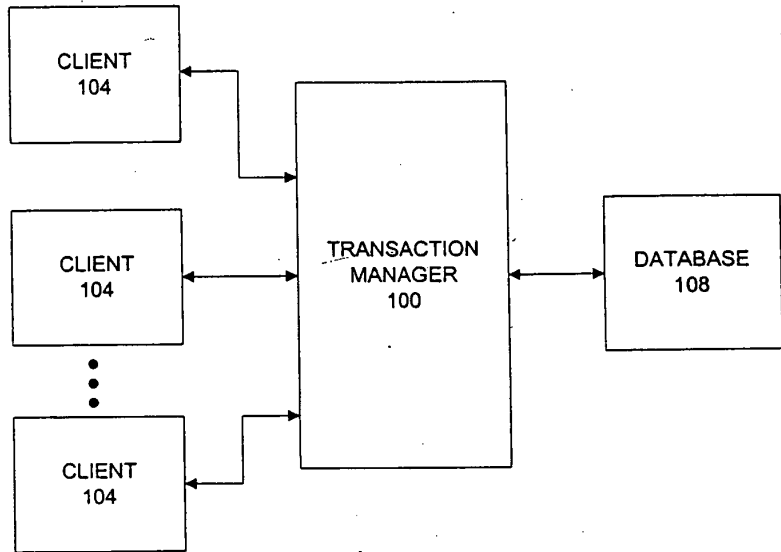 CLIENT
104
CLIENT
104
CLIENT
104
TRANSACTION
MANAGER
100
DATABASE
108